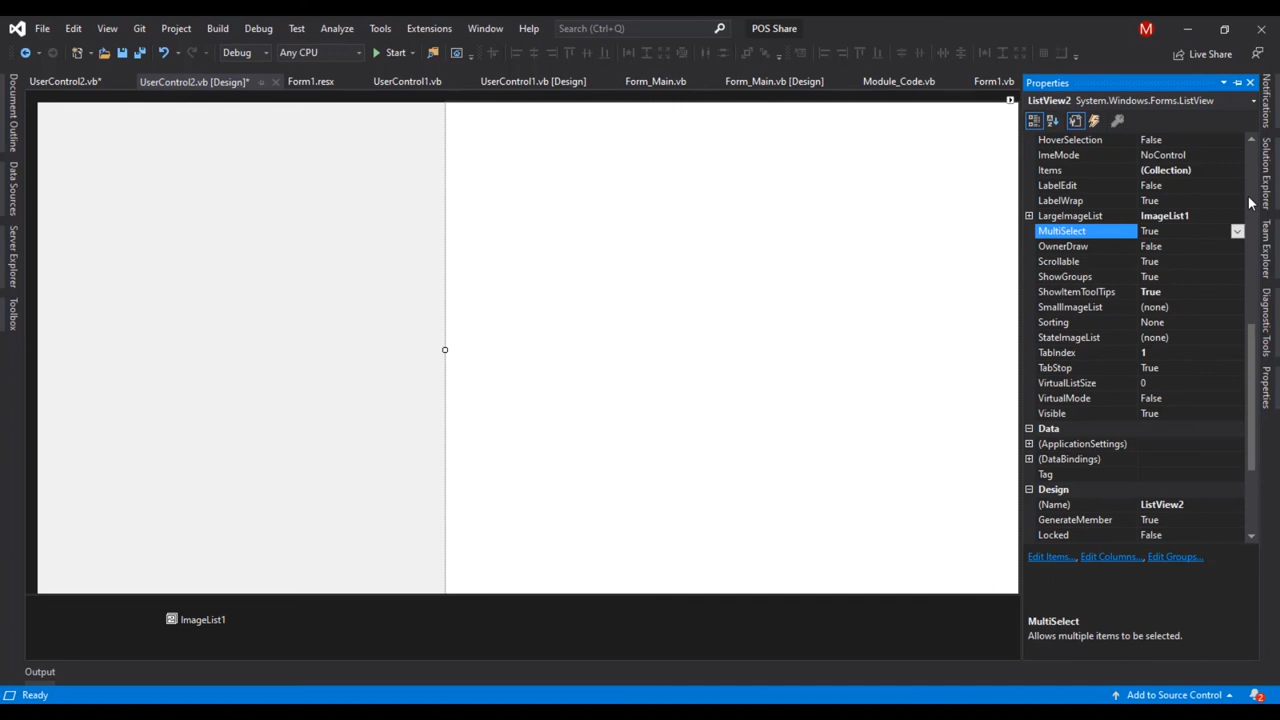 File Edit View Git Project Build Debug Test Analyze Tools Extensions Window Help Search (Ctrl+Q) POS Share M
Debug Any CPU Start Live Share
UserControl2.vb* UserControl2.vb [Design]* Form1.resx UserControl1.vb UserControl1.vb [Design] Form_Main.vb Form_Main.vb [Design] Module_Code.vb Form1.vb
Document Outline
Data Sources
Server Explorer
Toolbox
Properties
ListView2 System.Windows.Forms.ListView
HoverSelection False
ImeMode NoControl
Items (Collection)
LabelEdit False
LabelWrap True
LargeImageList ImageList1
MultiSelect True
OwnerDraw False
Scrollable True
ShowGroups True
ShowItemToolTips True
SmallImageList (none)
Sorting None
StateImageList (none)
TabIndex 1
TabStop True
VirtualListSize 0
VirtualMode False
Visible True
Data
(ApplicationSettings)
(DataBindings)
Tag
Design
(Name) ListView2
GenerateMember True
Locked False
Edit Items..., Edit Columns..., Edit Groups...
MultiSelect
Allows multiple items to be selected.
Notifications
Solution Explorer
Team Explorer
Diagnostic Tools
Properties
ImageList1
Output
Ready Add to Source Control 2